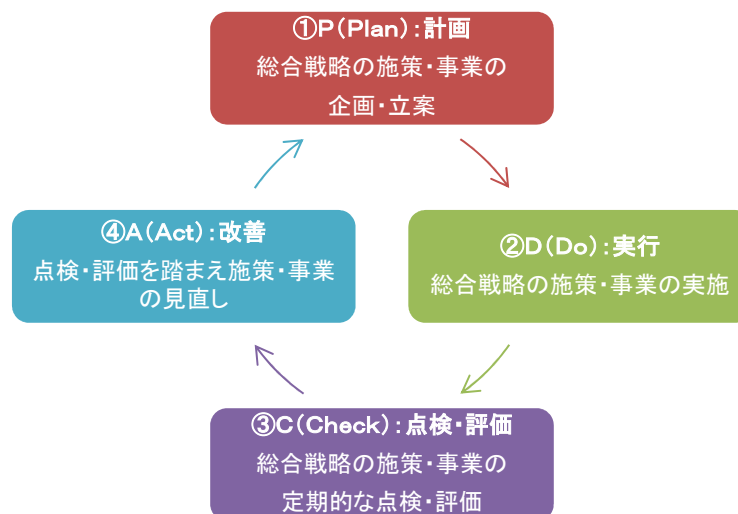 ①P(Plan):計画
総合戦略の施策・事業の
企画・立案
④A(Act):改善
点検・評価を踏まえ施策・事業
の見直し
②D(Do):実行
総合戦略の施策・事業の実施
③C(Check):点検・評価
総合戦略の施策・事業の
定期的な点検・評価